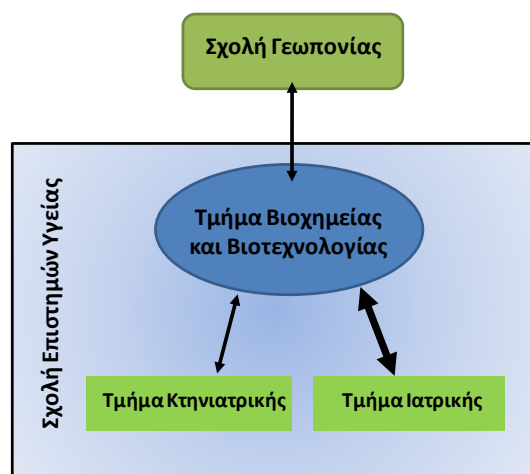 Σχολή Γεωπονίας
Σχολή Επιστημών Υγείας
Τμήμα Βιοχημείας
και Βιοτεχνολογίας
Τμήμα Κτηνιατρικής
Τμήμα Ιατρικής